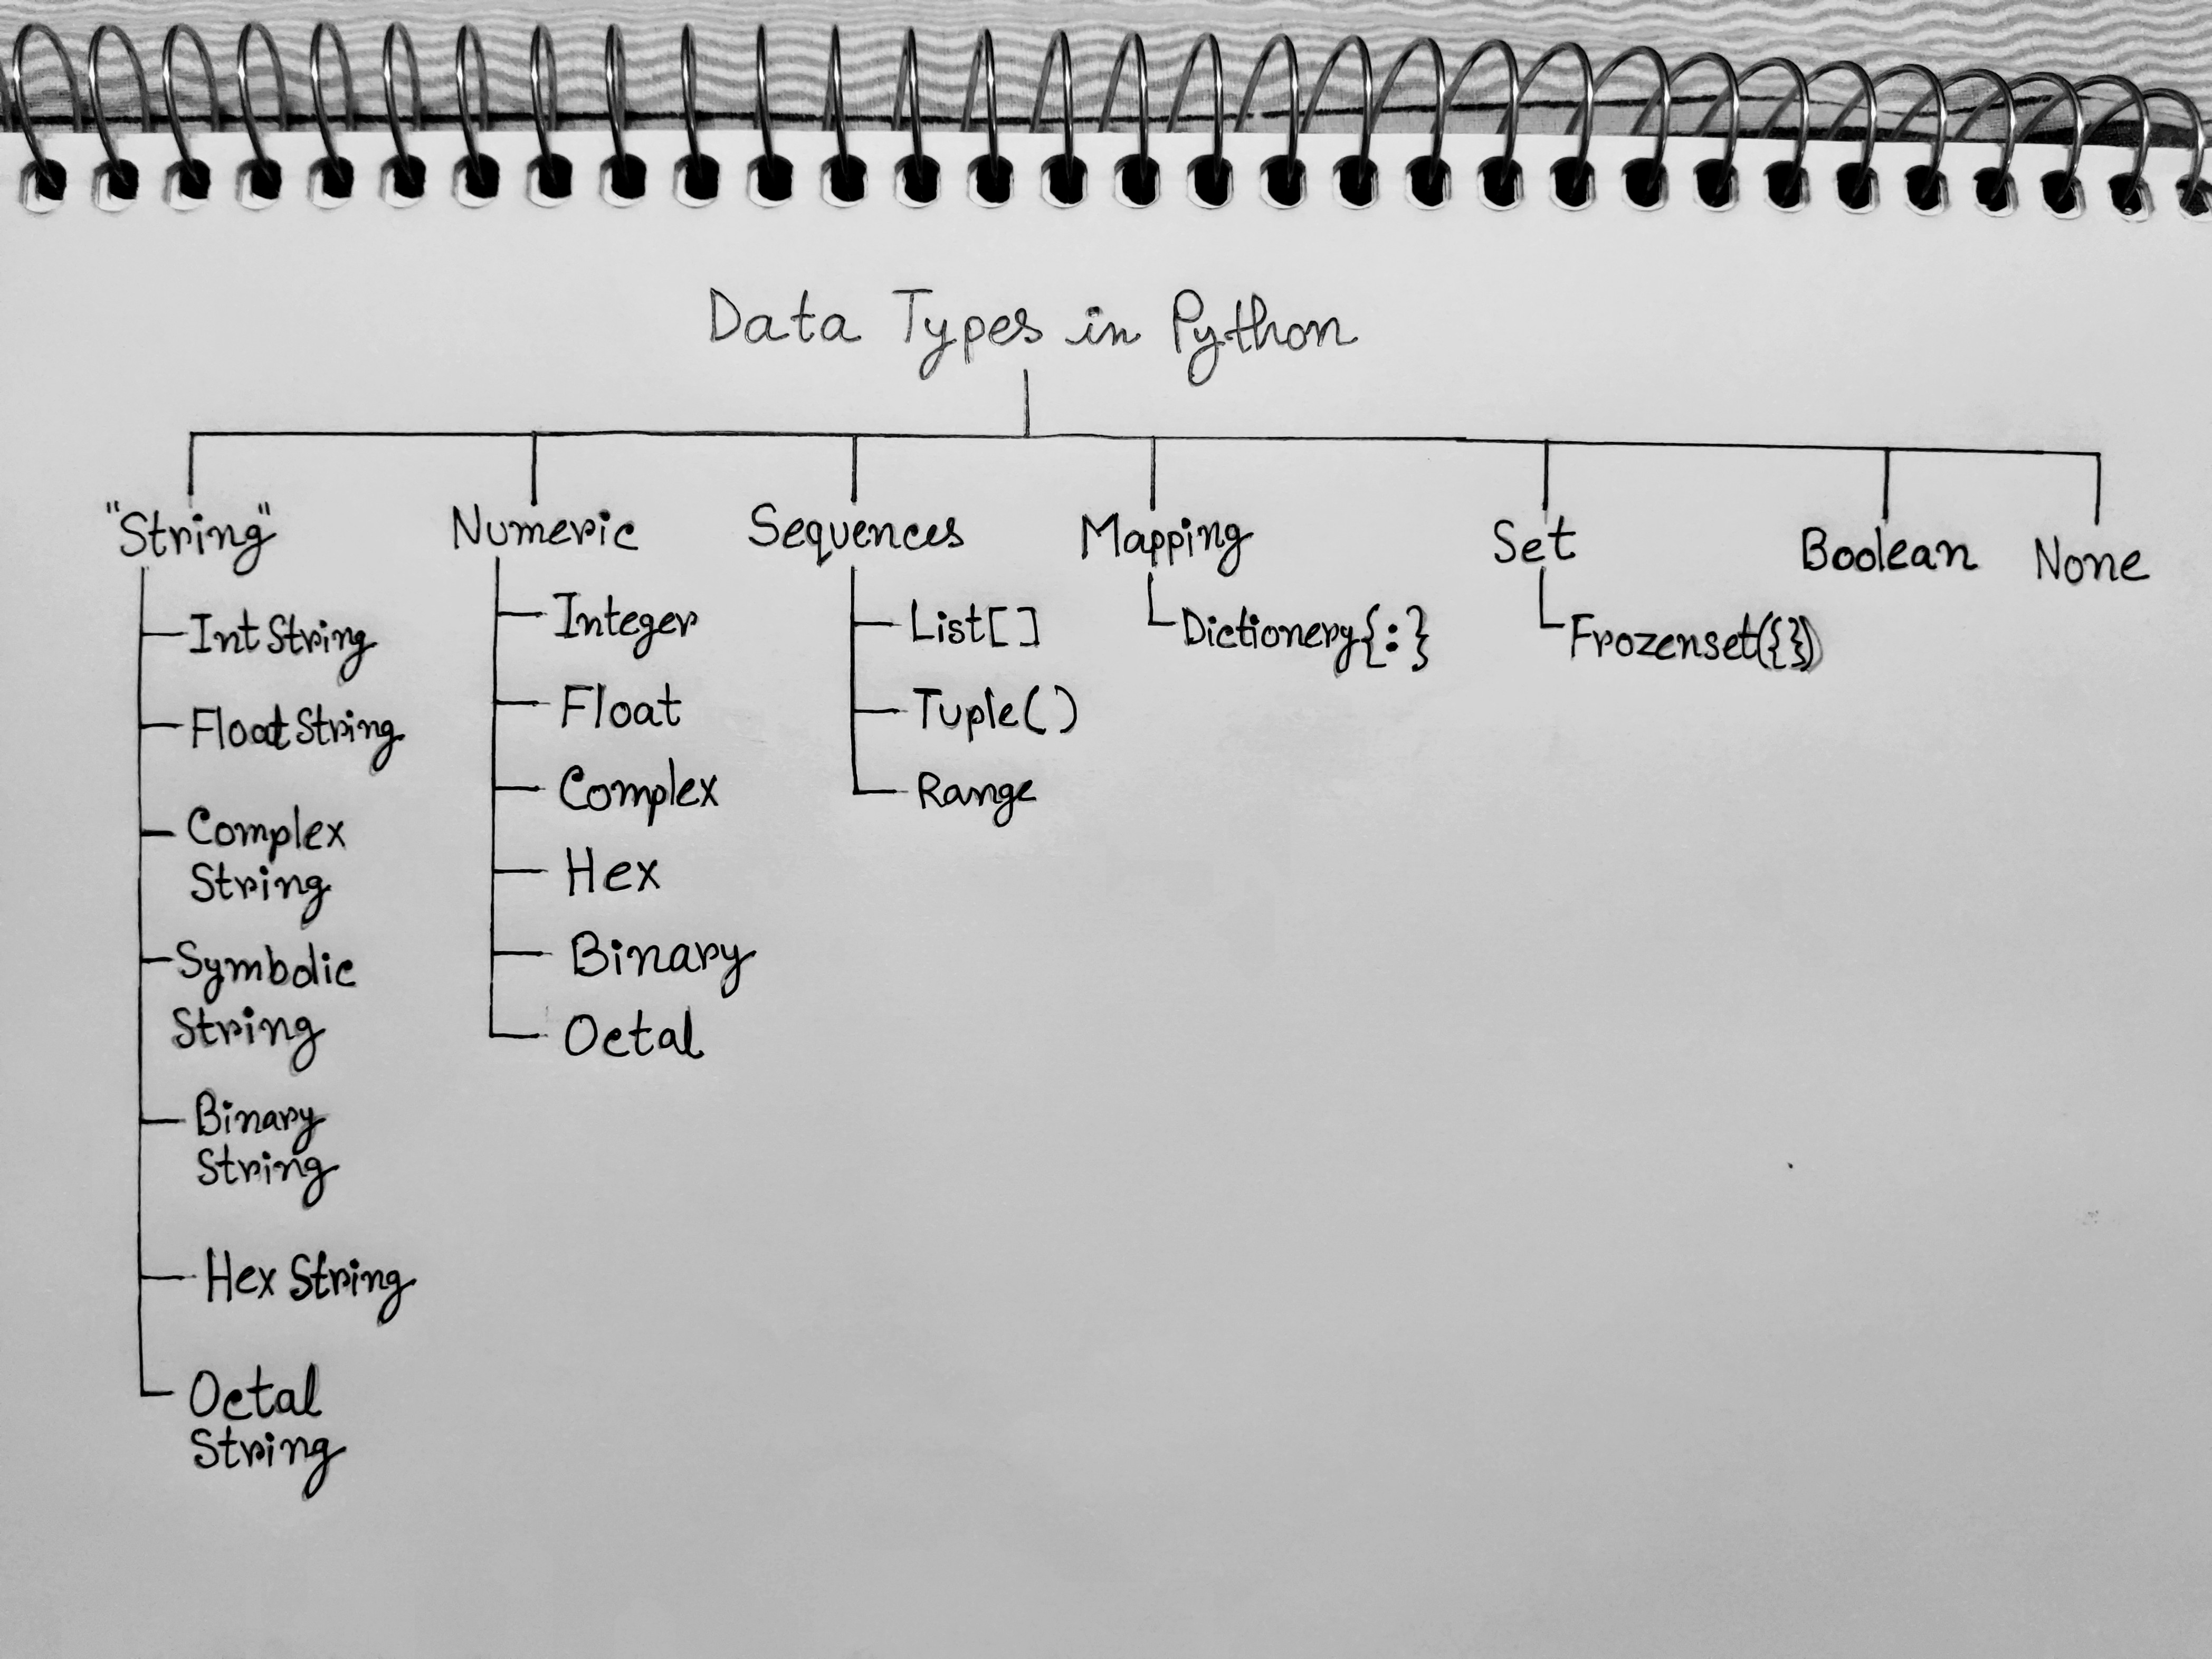 Data Types in Python
"String"
Int String
Float String
Complex
String
Symbolic
String
Binary
String
Hex String
Octal
String
Numeric
Integer
Float
Complex
Hex
Binary
Octal
Sequences
List[]
Tuple()
Range
Mapping
Dictionery{:}
Set
Frozenset({})
Boolean
None